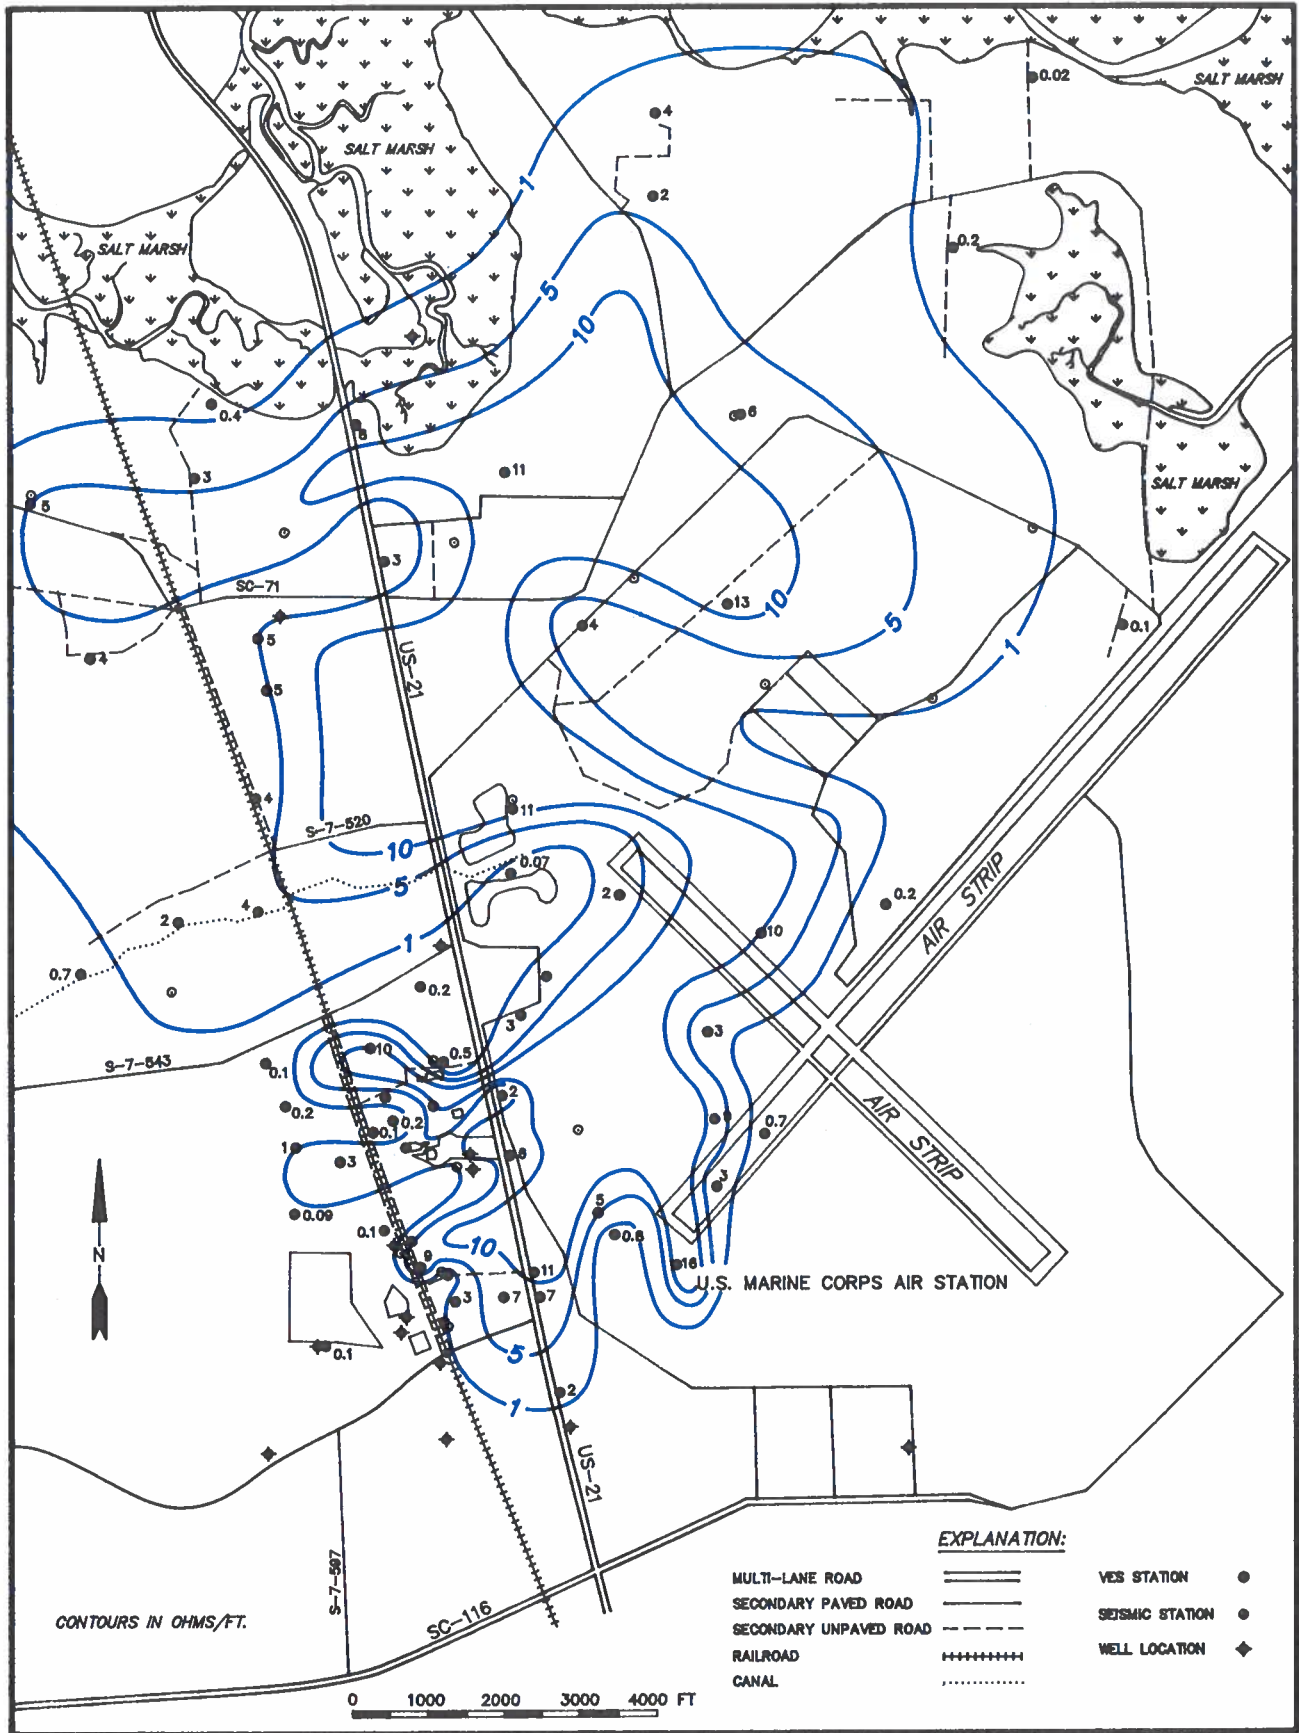 0.02
SALT MARSH
4
SALT MARSH
1
2
SALT MARSH
0.2
5
10
0.4
6
8
11
3
SALT MARSH
5
3
SC-71
13
10
4
5
0.1
5
1
4
US-21
5
4
11
S-7-520
10
5
0.07
2
0.2
AIR STRIP
4
2
10
1
0.7
0.2
3
3
10
0.5
S-7-543
0.1
2
AIR STRIP
0.2
0.2
0.1
0.7
1
6
3
3
N
0.09
5
0.1
0.8
10
9
11
16
U.S. MARINE CORPS AIR STATION
3
7
7
0.1
5
2
1
US-21
S-7-597
SC-116
CONTOURS IN OHMS/FT.
0 1000 2000 3000 4000 FT
EXPLANATION:
MULTI-LANE ROAD
SECONDARY PAVED ROAD
SECONDARY UNPAVED ROAD
RAILROAD
CANAL
VES STATION
SEISMIC STATION
WELL LOCATION